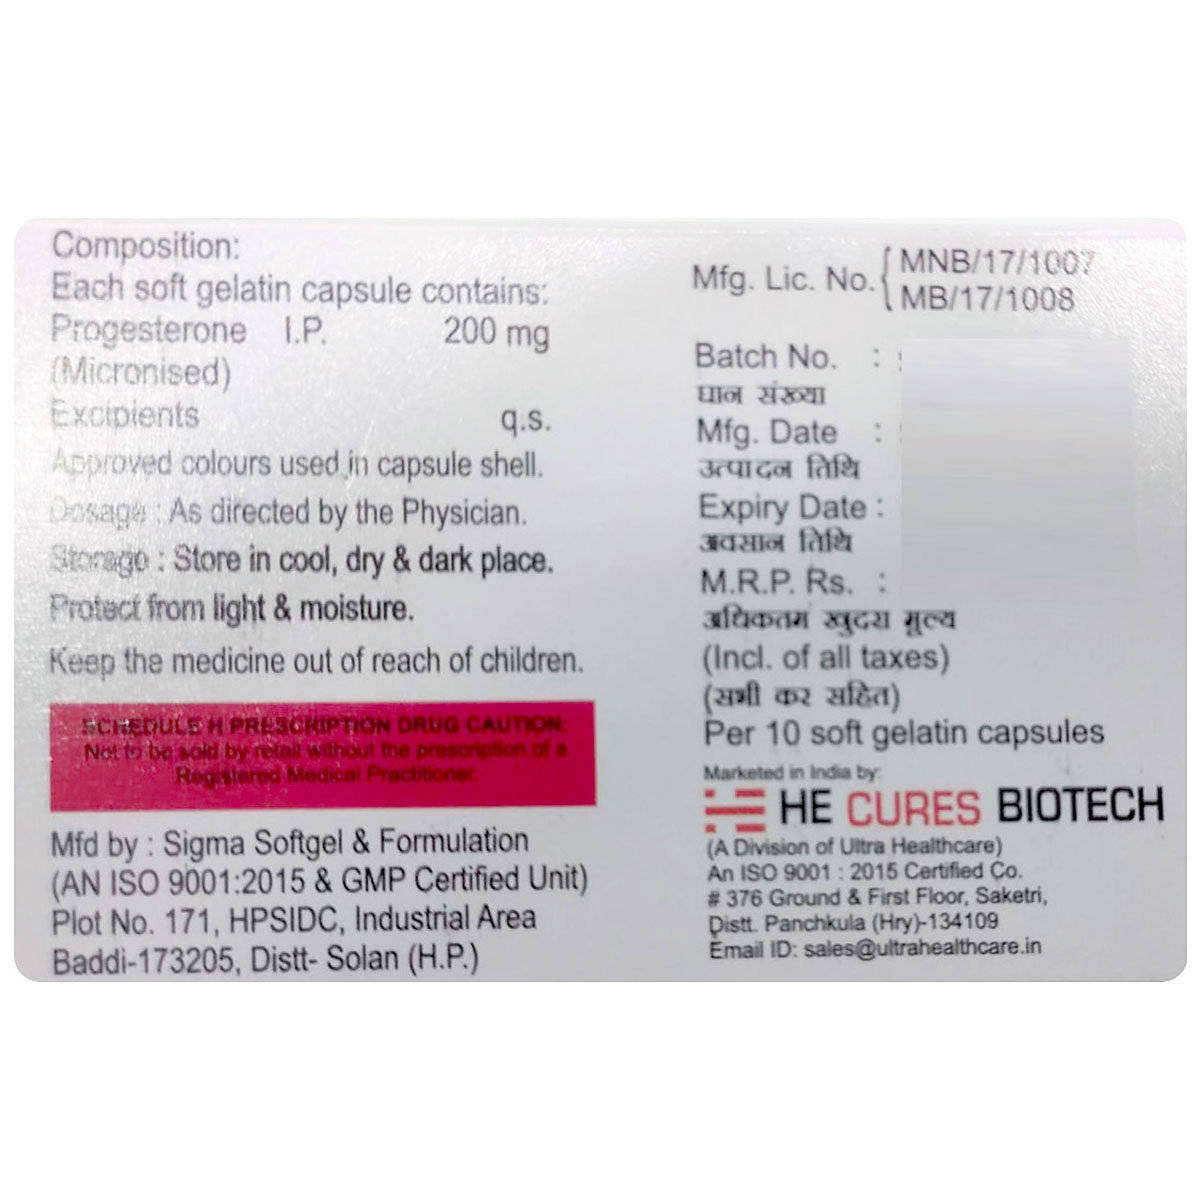 Composition:
Each soft gelatin capsule contains:
Progesterone I.P. 200 mg
(Micronised)
Excipients q.s.
Approved colours used in capsule shell.
Dosage : As directed by the Physician.
Storage : Store in cool, dry & dark place.
Protect from light & moisture.
Keep the medicine out of reach of children.
SCHEDULE H PRESCRIPTION DRUG CAUTION:
Not to be sold by retail without the prescription of a
Registered Medical Practitioner.
Mfd by : Sigma Softgel & Formulation
(AN ISO 9001:2015 & GMP Certified Unit)
Plot No. 171, HPSIDC, Industrial Area
Baddi-173205, Distt- Solan (H.P.)
Mfg. Lic. No. { MNB/17/1007
MB/17/1008
Batch No. :
घान संख्या
Mfg. Date :
उत्पादन तिथि
Expiry Date :
अवसान तिथि
M.R.P. Rs. :
अधिकतम खुदरा मूल्य
(Incl. of all taxes)
(सभी कर सहित)
Per 10 soft gelatin capsules
Marketed in India by:
HE CURES BIOTECH
(A Division of Ultra Healthcare)
An ISO 9001 : 2015 Certified Co.
# 376 Ground & First Floor, Saketri,
Distt. Panchkula (Hry)-134109
Email ID: sales@ultrahealthcare.in